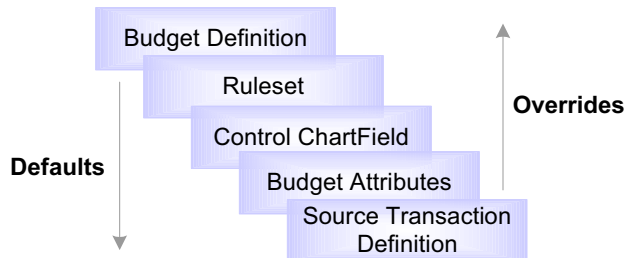 Budget Definition
Ruleset
Overrides
Control ChartField
Defaults
Budget Attributes
Source Transaction
Definition